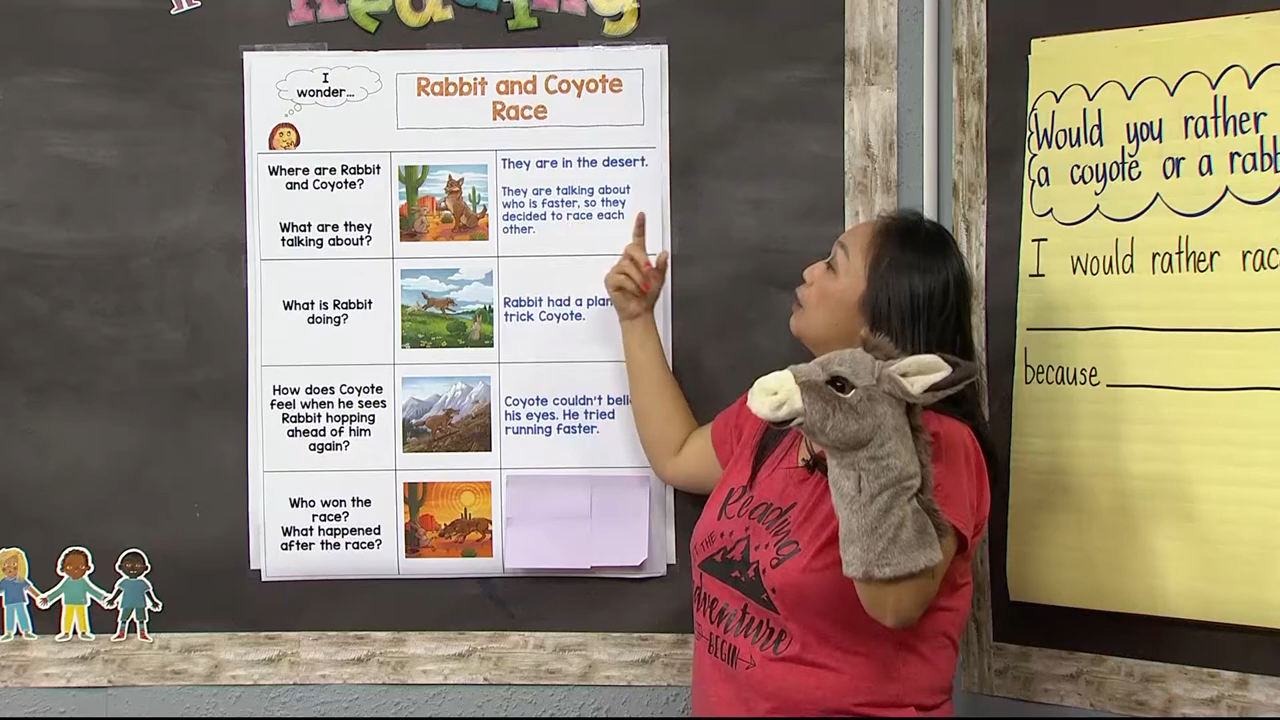 Reading
I
wonder...
Rabbit and Coyote
Race
Where are Rabbit
and Coyote?
What are they
talking about?
They are in the desert.
They are talking about
who is faster, so they
decided to race each
other.
What is Rabbit
doing?
Rabbit had a plan
trick Coyote.
How does Coyote
feel when he sees
Rabbit hopping
ahead of him
again?
Coyote couldn't
his eyes. He tried
running faster.
Who won the
race?
What happened
after the race?
Would you rather
a coyote or a
I would rather
because
Reading
THE
Adventure
BEGIN